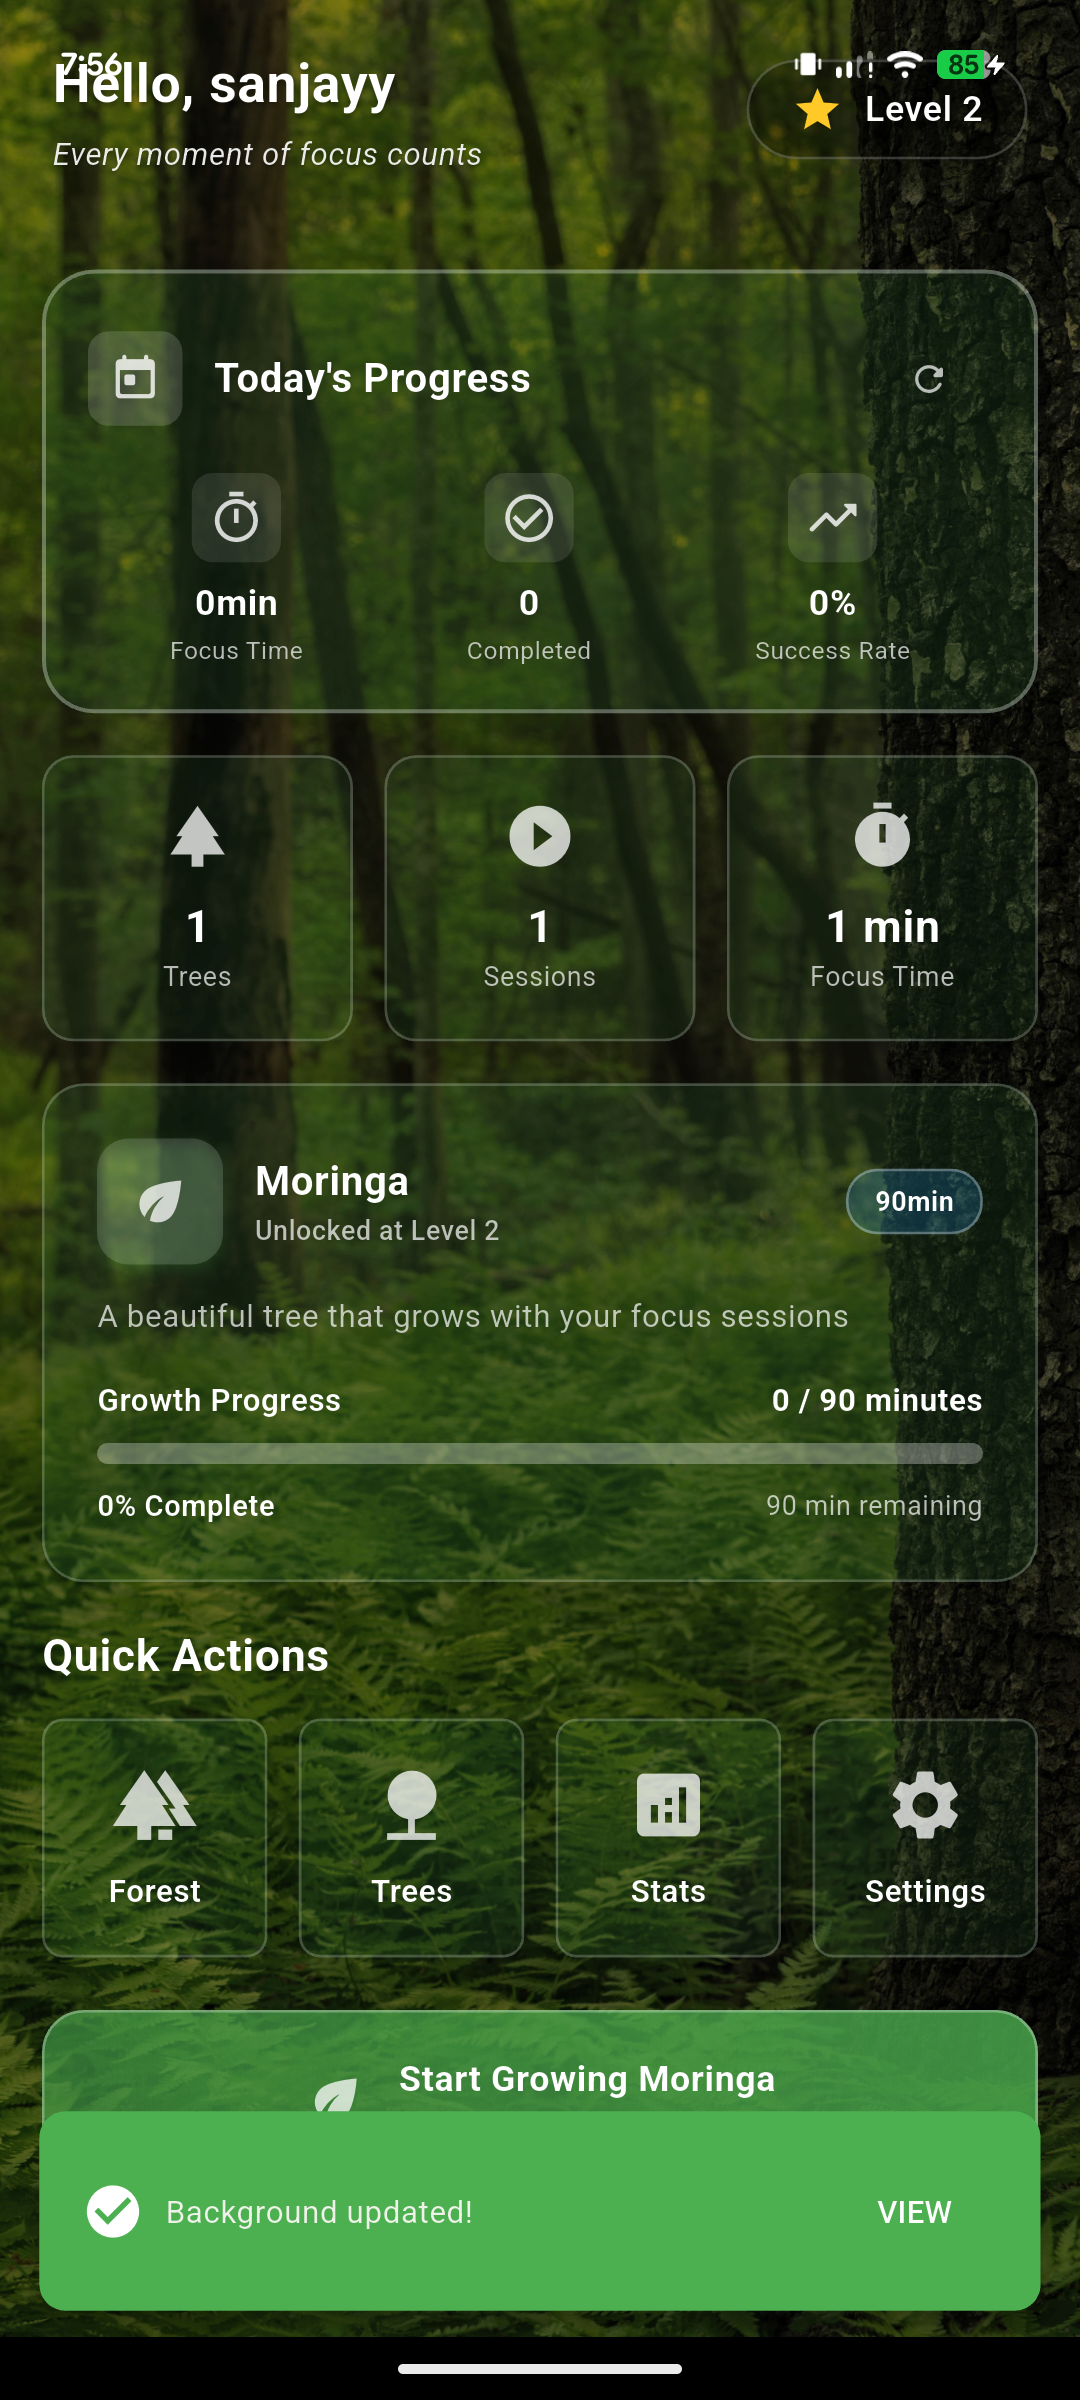 7:56
85
Hello, sanjayy
Level 2
Every moment of focus counts
Today's Progress
0min
0
0%
Focus Time
Completed
Success Rate
1
1
1 min
Trees
Sessions
Focus Time
Moringa
90min
Unlocked at Level 2
A beautiful tree that grows with your focus sessions
Growth Progress
0 / 90 minutes
0% Complete
90 min remaining
Quick Actions
Forest
Trees
Stats
Settings
Start Growing Moringa
Background updated!
VIEW